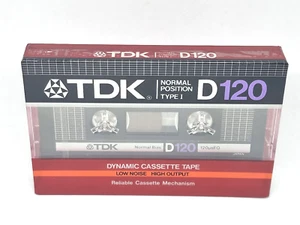 TDK NORMAL POSITION TYPE I D120
TDK Normal Bias D120 120µsEQ
DYNAMIC CASSETTE TAPE
LOW NOISE HIGH OUTPUT
Reliable Cassette Mechanism